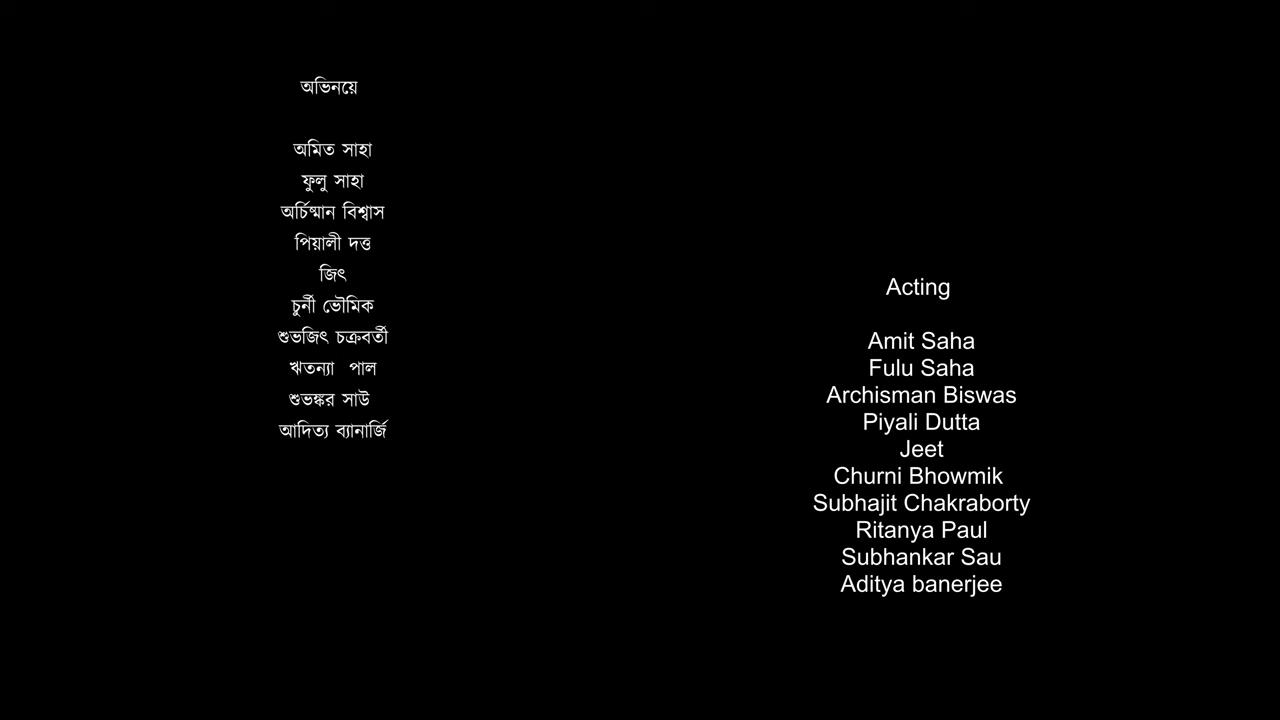 অভিনয়ে
অমিত সাহা
ফুলু সাহা
অর্চিষ্মান বিশ্বাস
পিয়ালী দত্ত
জিৎ
চুর্নী ভৌমিক
শুভজিৎ চক্রবর্তী
ঋতন্যা পাল
শুভঙ্কর সাউ
আদিত্য ব্যানার্জি
Acting
Amit Saha
Fulu Saha
Archisman Biswas
Piyali Dutta
Jeet
Churni Bhowmik
Subhajit Chakraborty
Ritanya Paul
Subhankar Sau
Aditya banerjee